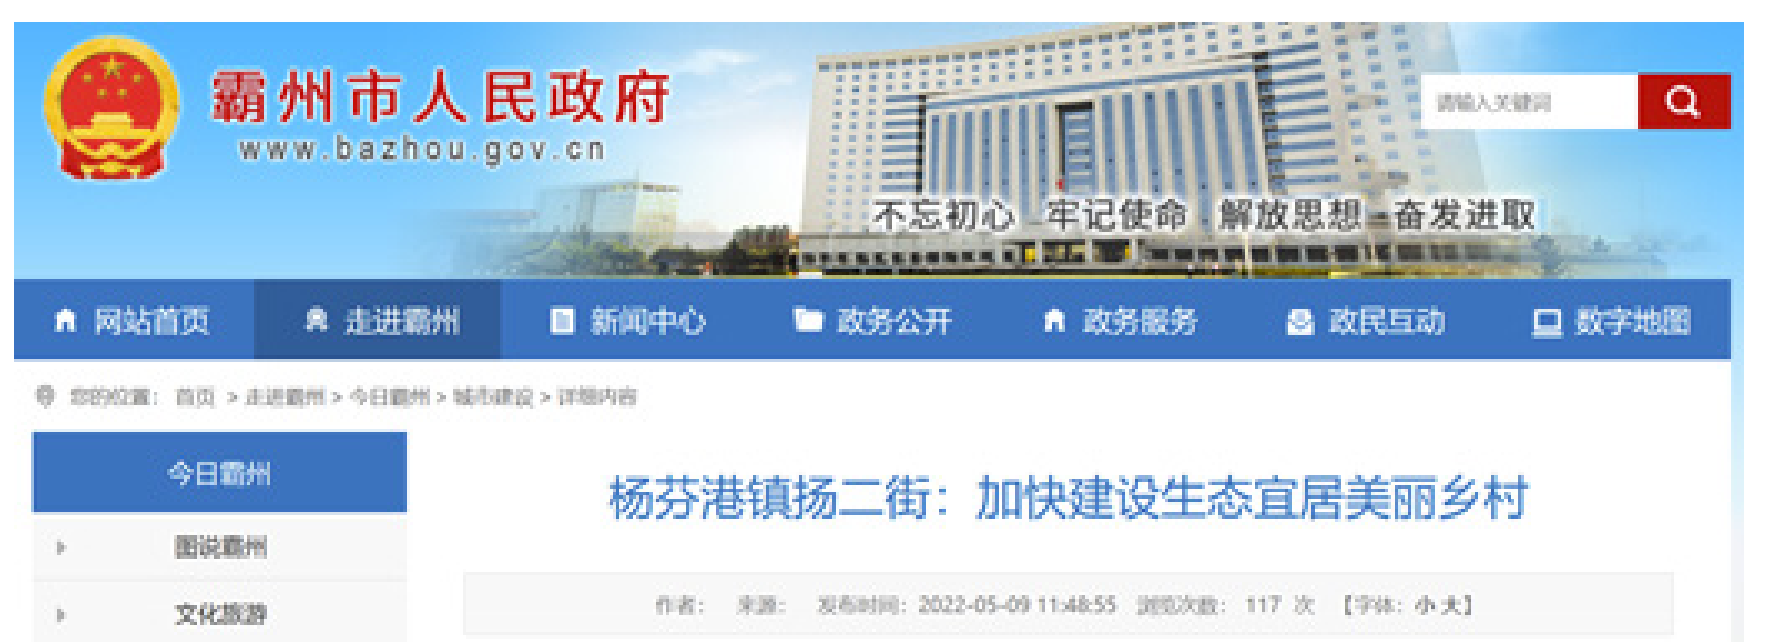 霸州市人民政府
www.bazhou.gov.cn
请输入关键词
不忘初心 牢记使命 解放思想 奋发进取
网站首页 走进霸州 新闻中心 政务公开 政务服务 政民互动 数字地图
您的位置： 首页 > 走进霸州 > 今日霸州 > 城市建设 > 详细内容
今日霸州
图说霸州
文化旅游
杨芬港镇扬二街：加快建设生态宜居美丽乡村
作者： 来源： 发布时间：2022-05-09 11:48:55 浏览次数： 117 次 【字体：小 大】